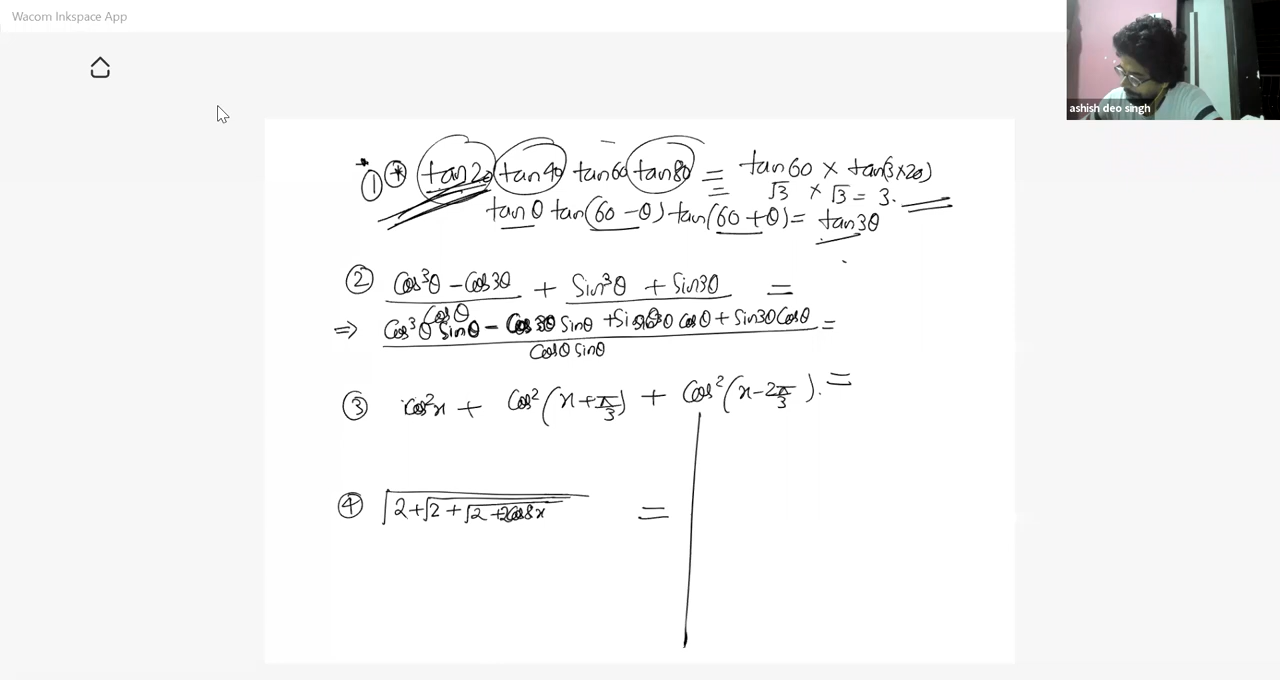 Wacom Inkspace App
ashish deo singh
① * tan20 tan40 tan60 tan80 = tan60 × tan(3×20)
√3 × √3 = 3.
tanθ tan(60-θ) tan(60+θ) = tan3θ
② Cos³θ - Cos3θ / Cosθ + Sin³θ + Sin3θ =
⇒ Cos³θ Sinθ - Cos3θ Sinθ + Sin³θ Cosθ + Sin3θ Cosθ / Cosθ Sinθ =
③ Cos²x + Cos²(x+π/3) + Cos²(x-2π/3). =
④ √2+√2+√2+2Cos8x =